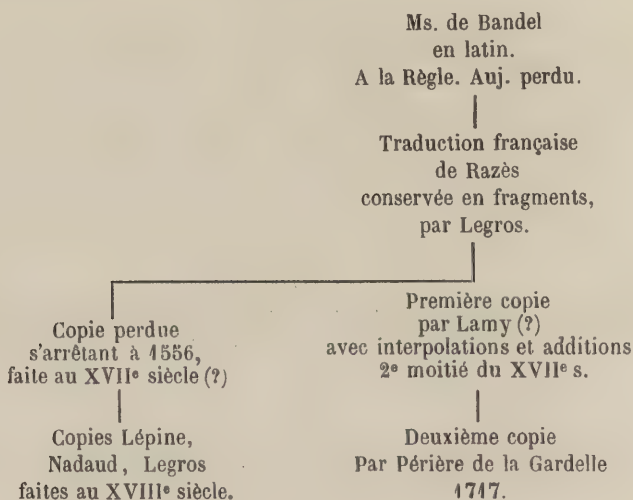 Ms. de Bandel
en latin.
A la Règle. Auj. perdu.
Traduction française
de Razès
conservée en fragments,
par Legros.
Copie perdue
s'arrêtant à 1556,
faite au XVIIe siècle (?)
Copies Lépine,
Nadaud, Legros
faites au XVIIIe siècle.
Première copie
par Lamy (?)
avec interpolations et additions
2e moitié du XVIIe s.
Deuxième copie
Par Périère de la Gardelle
1717.